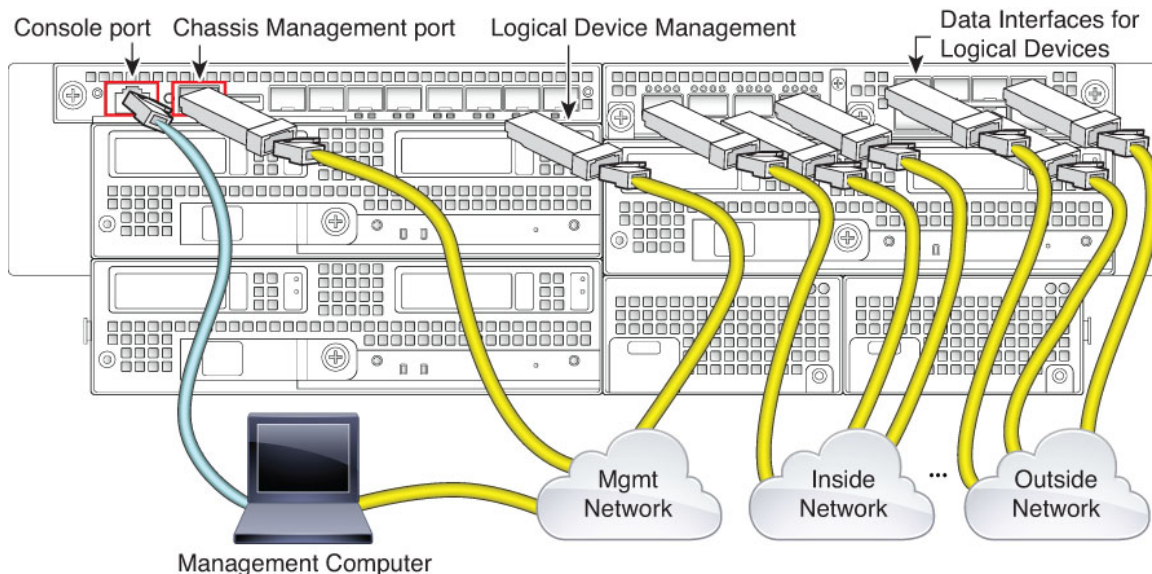 Console port
Chassis Management port
Logical Device Management
Data Interfaces for
Logical Devices
Mgmt
Network
Inside
Network
...
Outside
Network
Management Computer